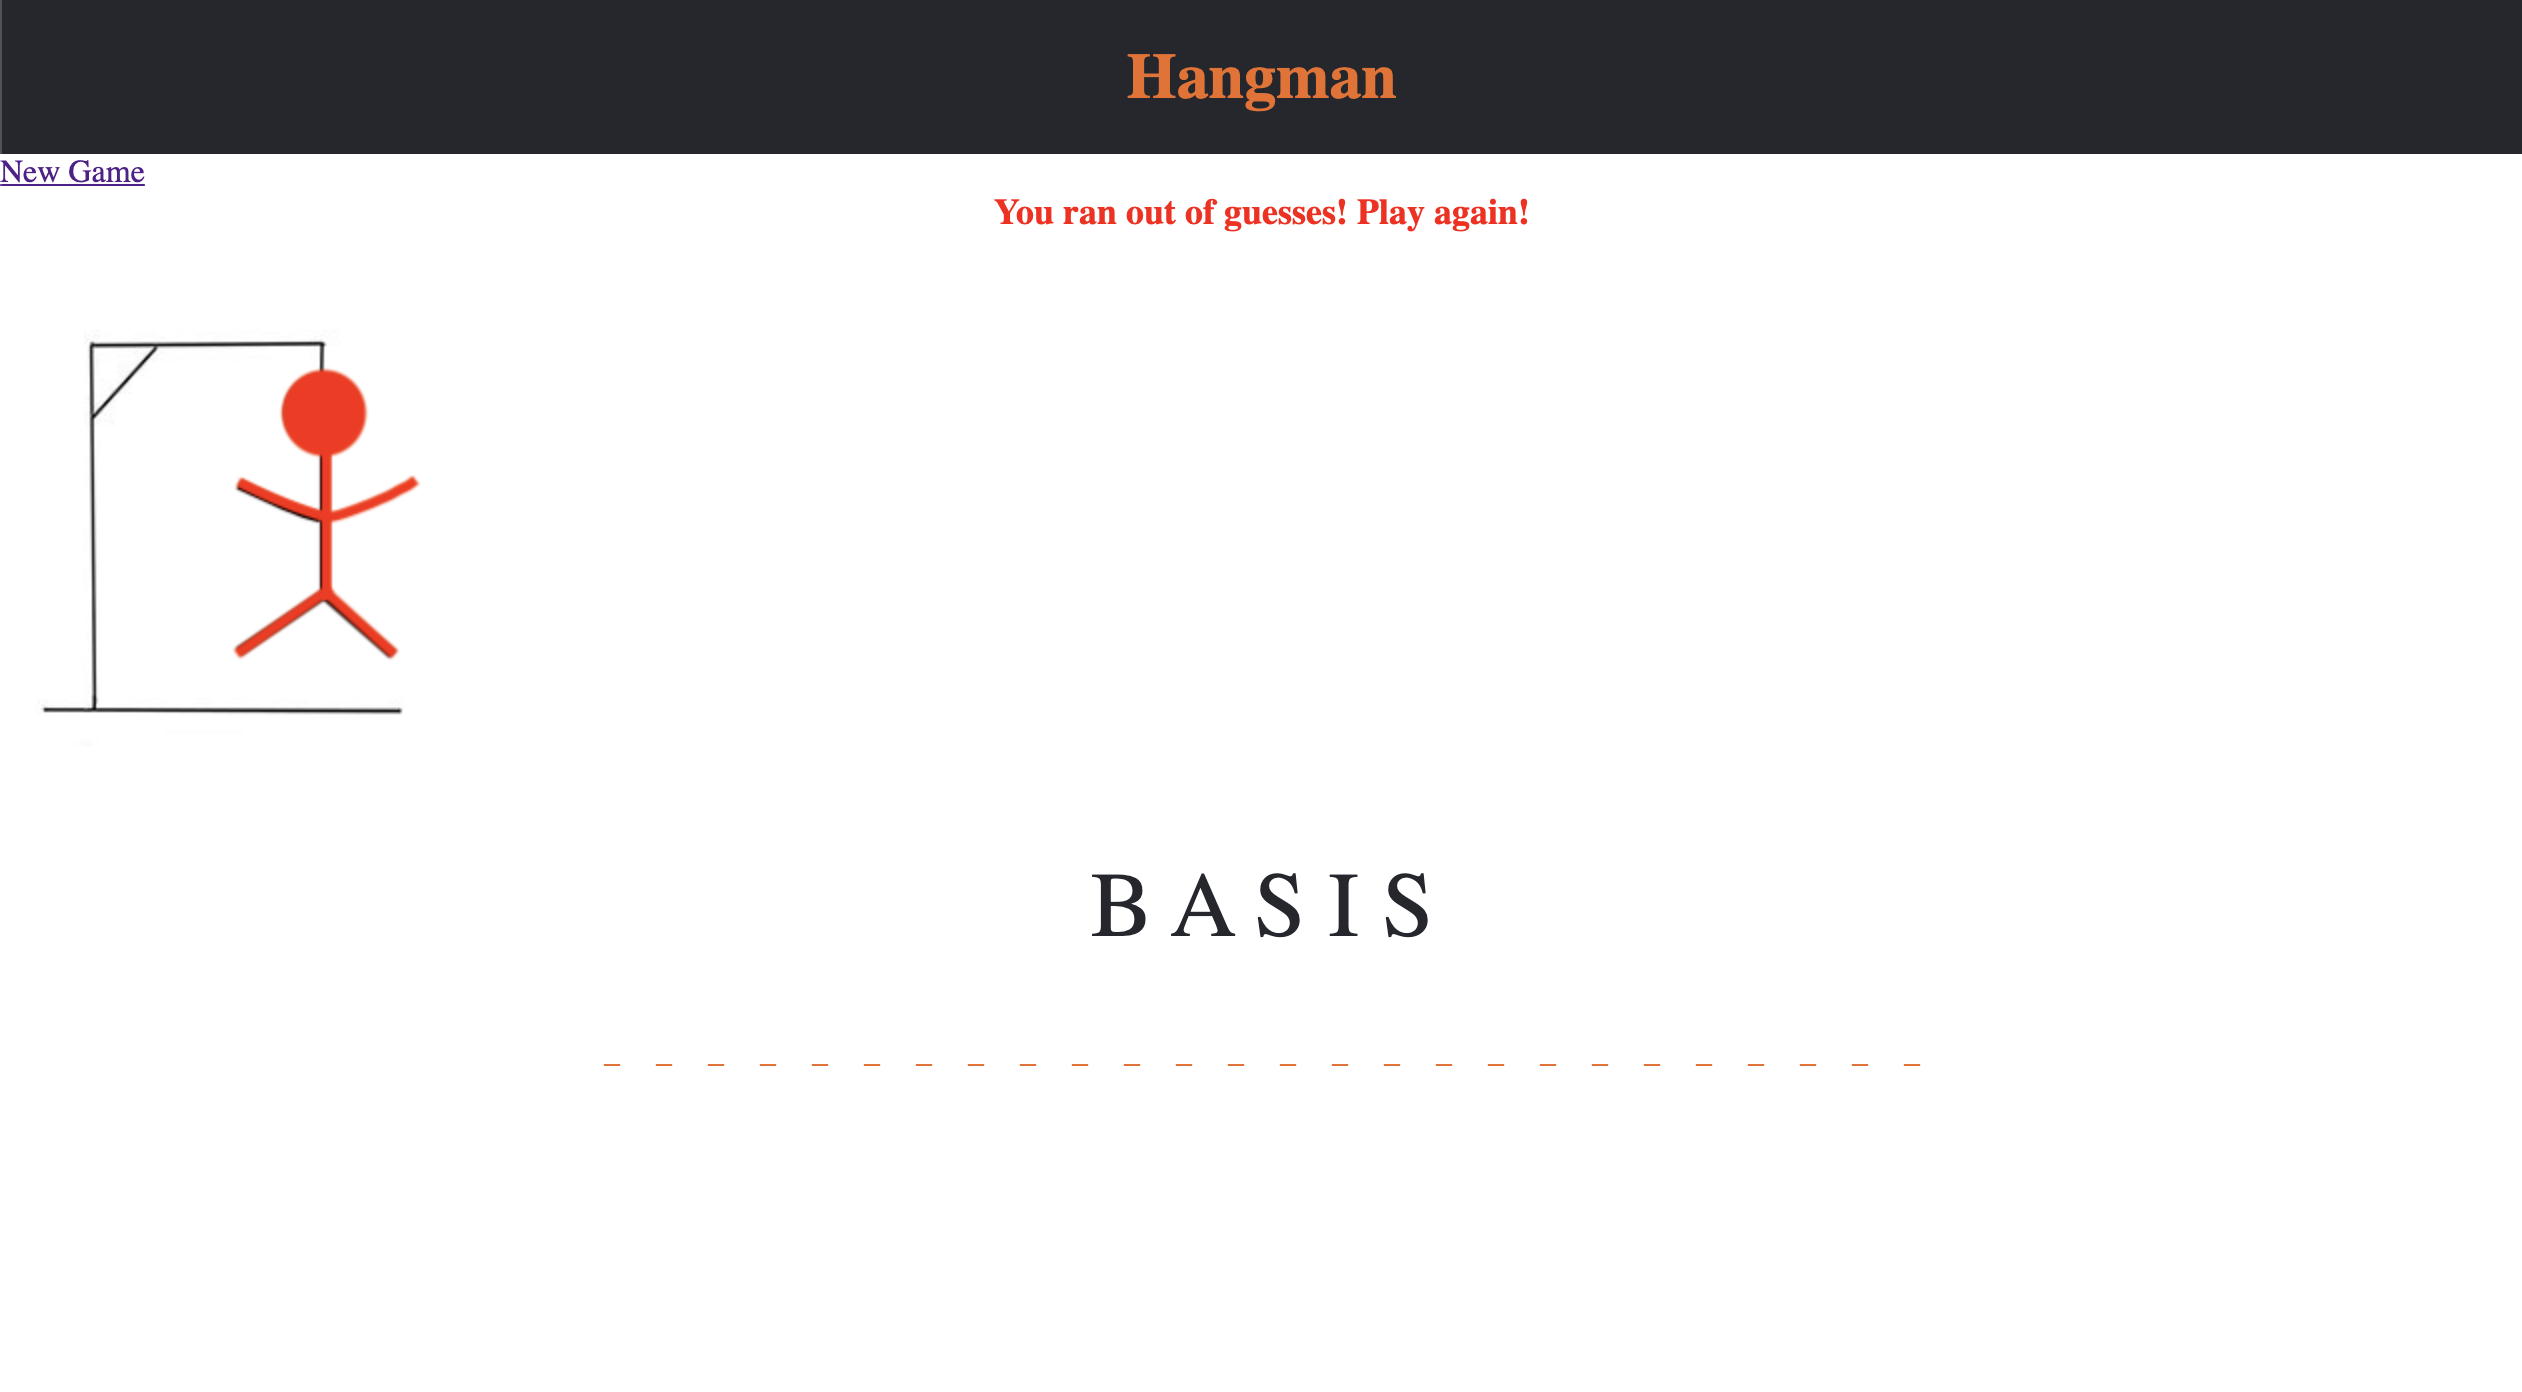 Hangman
New Game
You ran out of guesses! Play again!
B A S I S
_ _ _ _ _ _ _ _ _ _ _ _ _ _ _ _ _ _ _ _ _ _ _ _ _ _